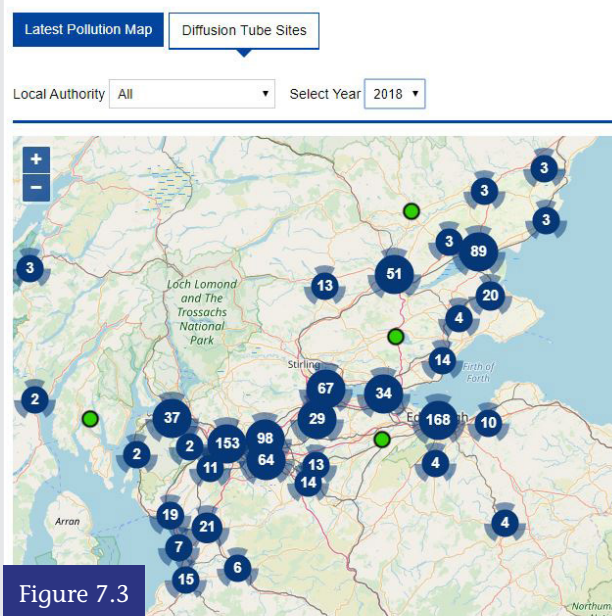 Latest Pollution Map
Diffusion Tube Sites
Local Authority All
Select Year 2018
+
−
3
3
3
3
89
3
13
51
20
4
Loch Lomond
and The
Trossachs
National
Park
14
Stirling
Firth of
Forth
67
34
2
37
29
168
10
2
2
153
98
64
11
13
14
4
19
21
Arran
4
7
6
15
Figure 7.3